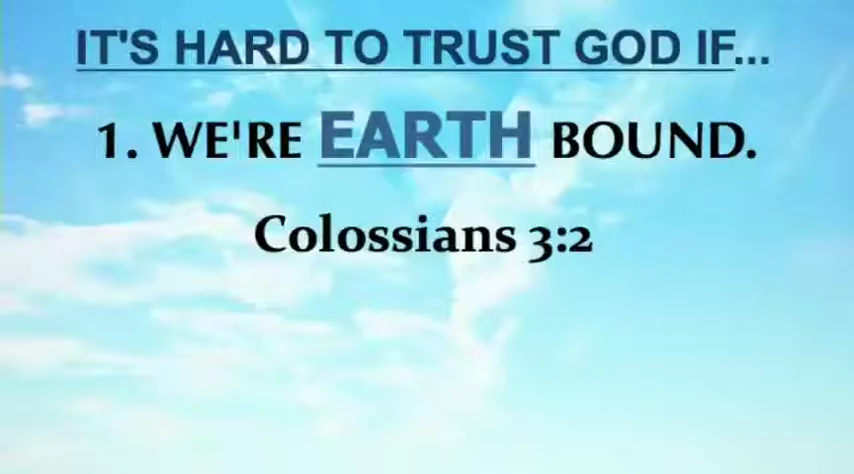 IT'S HARD TO TRUST GOD IF...
1. WE'RE EARTH BOUND.
Colossians 3:2